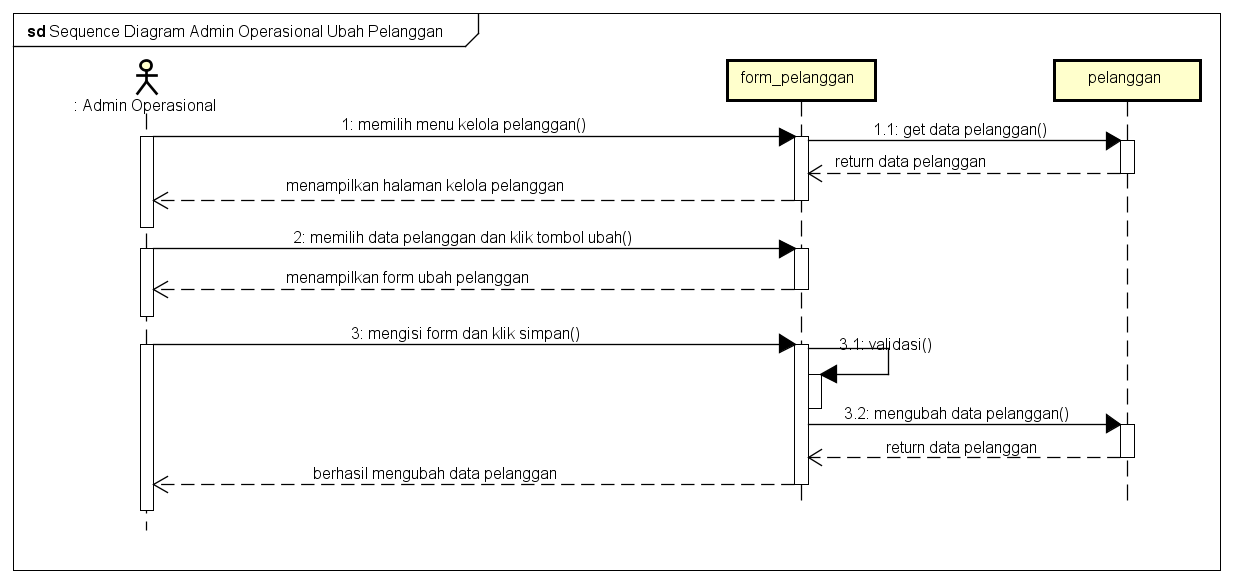 sd Sequence Diagram Admin Operasional Ubah Pelanggan
: Admin Operasional
form_pelanggan
pelanggan
1: memilih menu kelola pelanggan()
1.1: get data pelanggan()
return data pelanggan
menampilkan halaman kelola pelanggan
2: memilih data pelanggan dan klik tombol ubah()
menampilkan form ubah pelanggan
3: mengisi form dan klik simpan()
3.1: validasi()
3.2: mengubah data pelanggan()
return data pelanggan
berhasil mengubah data pelanggan